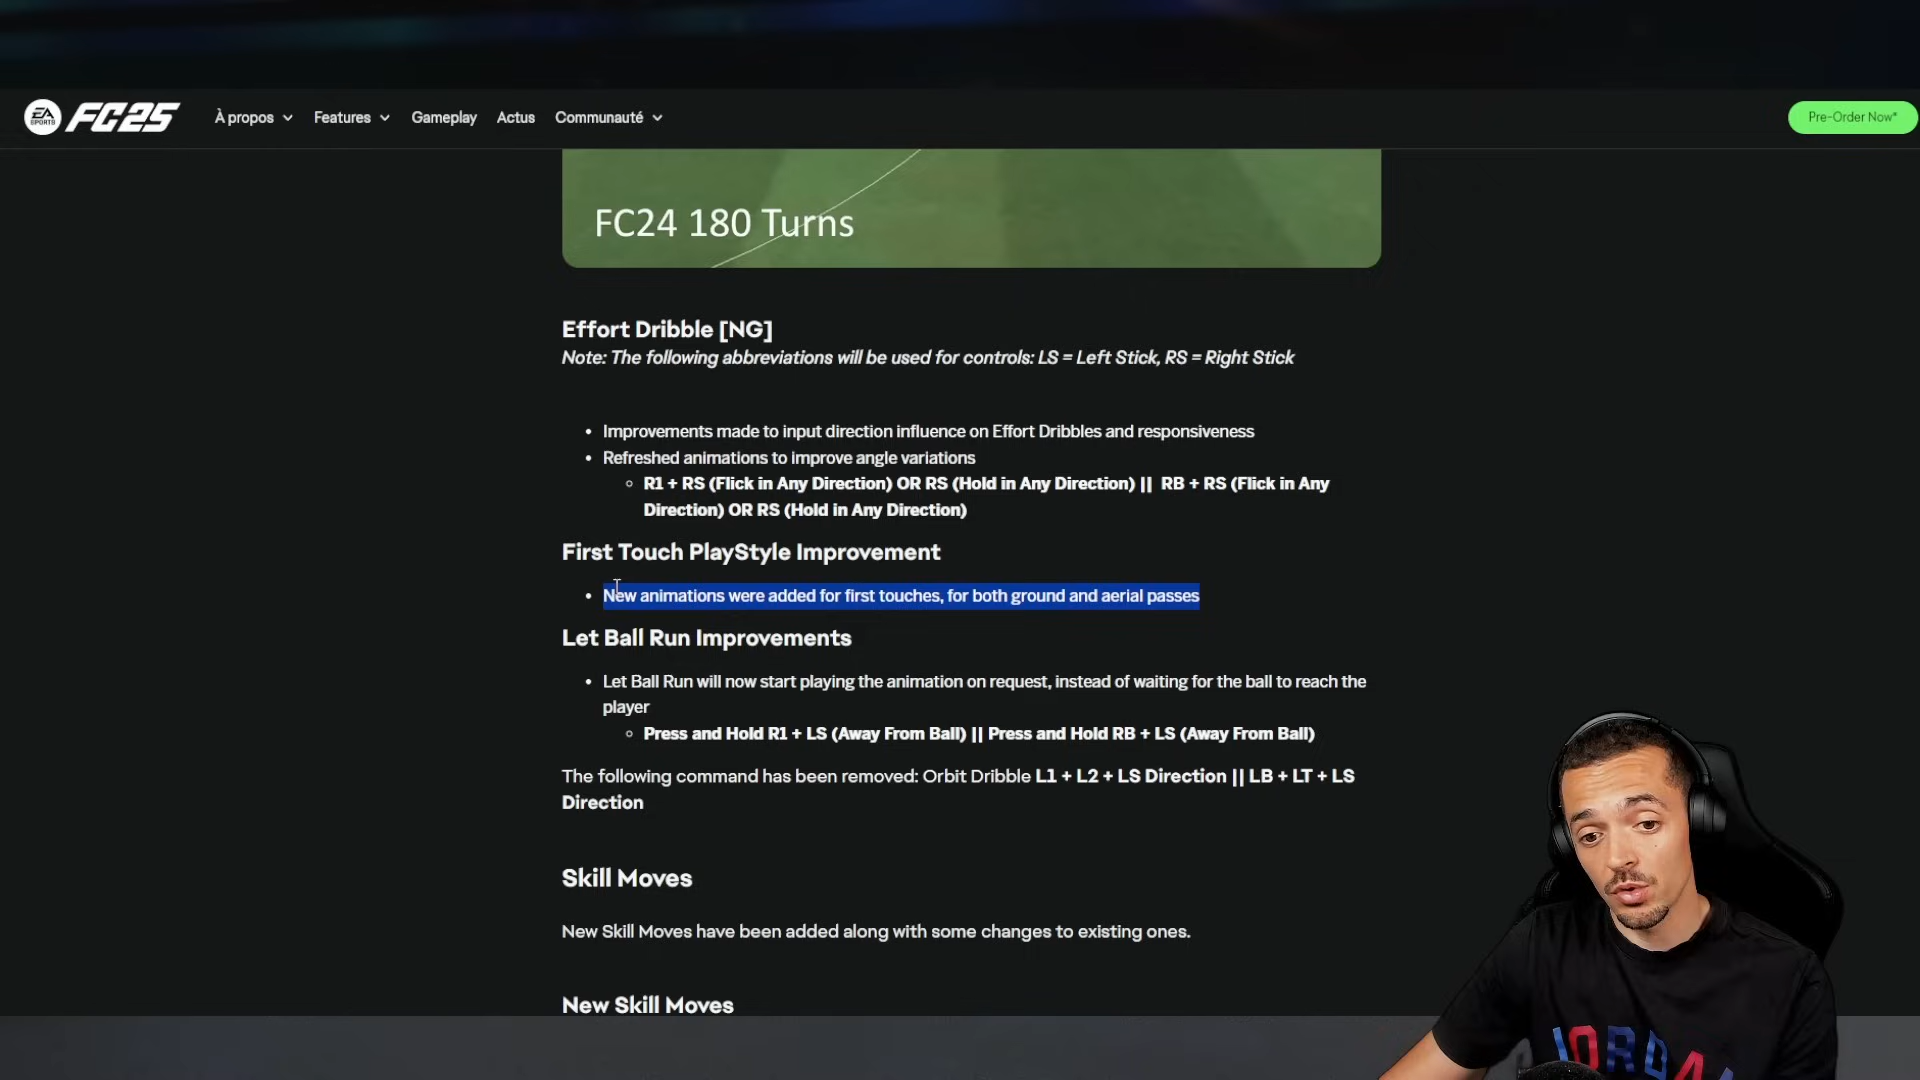 EA SPORTS FC25 À propos Features Gameplay Actus Communauté Pre-Order Now*
FC24 180 Turns
Effort Dribble [NG]
Note: The following abbreviations will be used for controls: LS = Left Stick, RS = Right Stick
• Improvements made to input direction influence on Effort Dribbles and responsiveness
• Refreshed animations to improve angle variations
◦ R1 + RS (Flick in Any Direction) OR RS (Hold in Any Direction) || RB + RS (Flick in Any
Direction) OR RS (Hold in Any Direction)
First Touch PlayStyle Improvement
• New animations were added for first touches, for both ground and aerial passes
Let Ball Run Improvements
• Let Ball Run will now start playing the animation on request, instead of waiting for the ball to reach the
player
◦ Press and Hold R1 + LS (Away From Ball) || Press and Hold RB + LS (Away From Ball)
The following command has been removed: Orbit Dribble L1 + L2 + LS Direction || LB + LT + LS
Direction
Skill Moves
New Skill Moves have been added along with some changes to existing ones.
New Skill Moves
JORDA